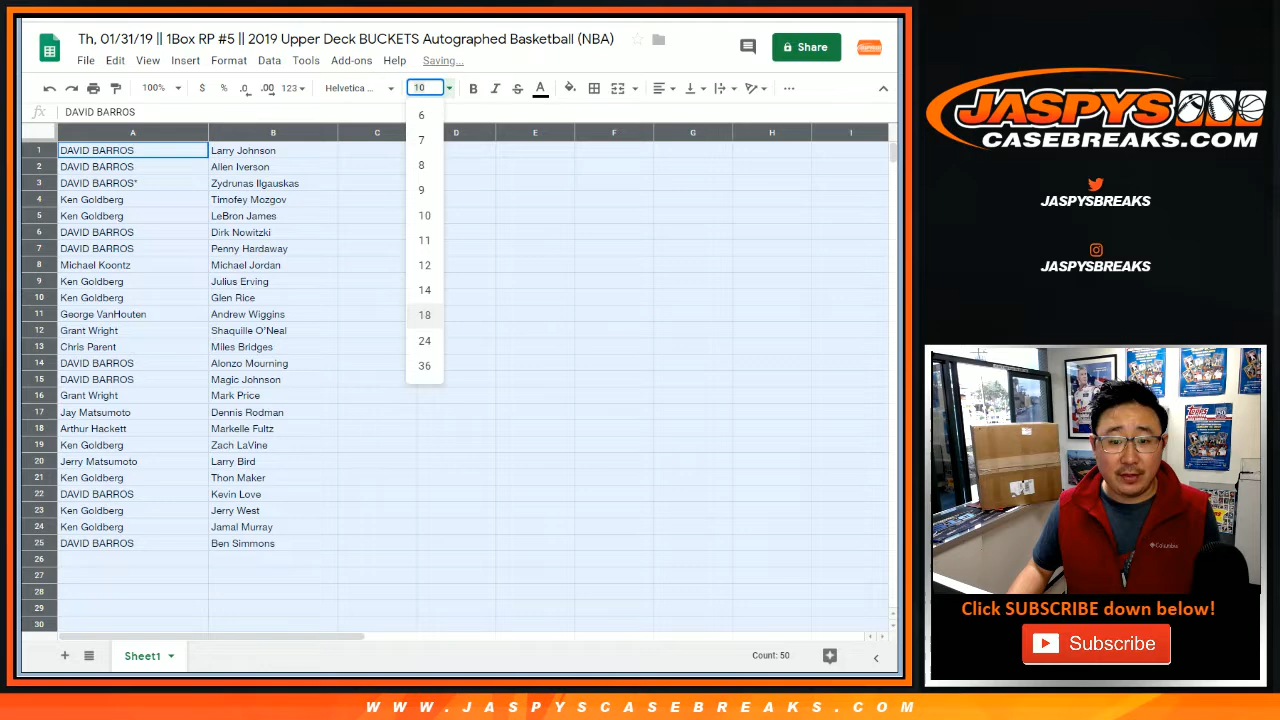 Th, 01/31/19 || 1Box RP #5 || 2019 Upper Deck BUCKETS Autographed Basketball (NBA)
Share
File Edit View Insert Format Data Tools Add-ons Help Saving...
100% $ % .0 .00 123 Helvetica ... 10 B I S A
fx DAVID BARROS
A B C D E F G H I
1 DAVID BARROS Larry Johnson
2 DAVID BARROS Allen Iverson
3 DAVID BARROS* Zydrunas Ilgauskas
4 Ken Goldberg Timofey Mozgov
5 Ken Goldberg LeBron James
6 DAVID BARROS Dirk Nowitzki
7 DAVID BARROS Penny Hardaway
8 Michael Koontz Michael Jordan
9 Ken Goldberg Julius Erving
10 Ken Goldberg Glen Rice
11 George VanHouten Andrew Wiggins
12 Grant Wright Shaquille O'Neal
13 Chris Parent Miles Bridges
14 DAVID BARROS Alonzo Mourning
15 DAVID BARROS Magic Johnson
16 Grant Wright Mark Price
17 Jay Matsumoto Dennis Rodman
18 Arthur Hackett Markelle Fultz
19 Ken Goldberg Zach LaVine
20 Jerry Matsumoto Larry Bird
21 Ken Goldberg Thon Maker
22 DAVID BARROS Kevin Love
23 Ken Goldberg Jerry West
24 Ken Goldberg Jamal Murray
25 DAVID BARROS Ben Simmons
26
27
28
29
30
6
7
8
9
10
11
12
14
18
24
36
Sheet1
Count: 50
JASPYS
CASEBREAKS.COM
JASPYSBREAKS
JASPYSBREAKS
Topps
Columbia
Click SUBSCRIBE down below!
Subscribe
WWW.JASPYSCASEBREAKS.COM